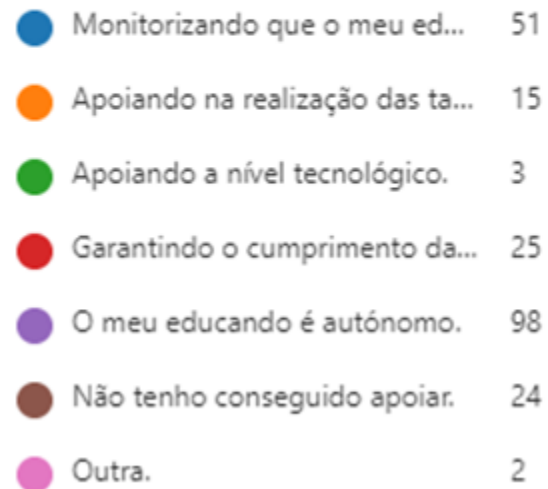 Monitorizando que o meu ed... 51
Apoiando na realização das ta... 15
Apoiando a nível tecnológico. 3
Garantindo o cumprimento da... 25
O meu educando é autónomo. 98
Não tenho conseguido apoiar. 24
Outra. 2